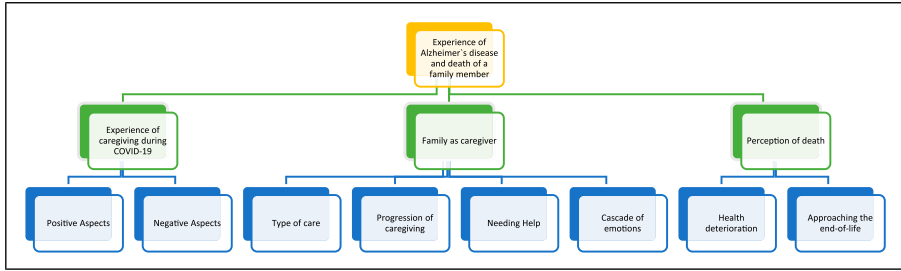 Experience of
Alzheimer`s disease
and death of a
family member
Experience of
caregiving during
COVID-19
Family as caregiver
Perception of death
Positive Aspects
Negative Aspects
Type of care
Progression of
caregiving
Needing Help
Cascade of
emotions
Health
deterioration
Approaching the
end-of-life